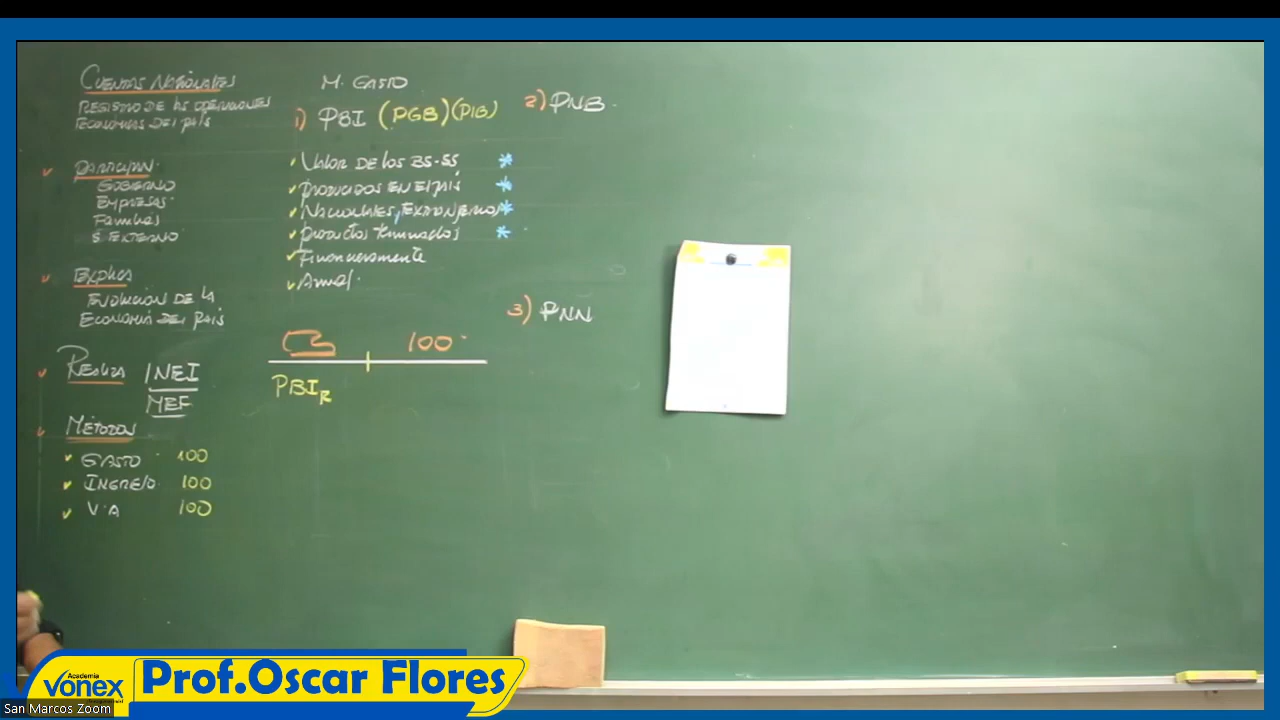 CUENTAS NACIONALES
REGISTRO DE LAS OPERACIONES
ECONÓMICAS DEL PAÍS
PARTICIPAN
GOBIERNO
EMPRESAS
Familias
S. EXTERNO
EXPLICA
EVOLUCIÓN DE LA
ECONOMÍA DEL PAÍS
REALIZA INEI
MEF
MÉTODOS
GASTO 100
INGRESO 100
V.A 100
M. GASTO
1) PBI (PGB) (PIB)
VALOR DE LOS BS-SS *
PRODUCIDOS EN EL PAÍS *
NACIONALES, EXTRANJEROS *
PRODUCTOS TERMINADOS *
FINANCIERAMENTE
ANUAL
100
PBI R
2) PNB
3) PNN
Academia
vonex
Prof.Oscar Flores
San Marcos Zoom